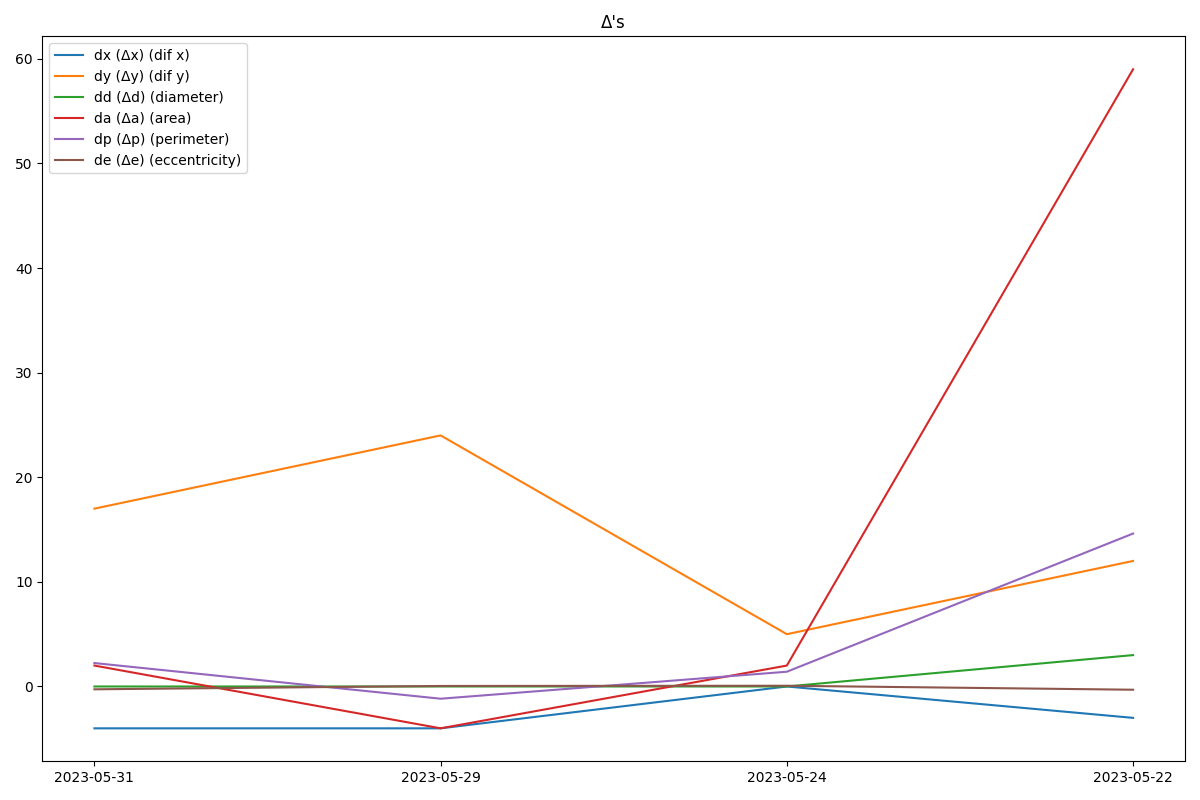 Δ's
dx (Δx) (dif x)
dy (Δy) (dif y)
dd (Δd) (diameter)
da (Δa) (area)
dp (Δp) (perimeter)
de (Δe) (eccentricity)
60
50
40
30
20
10
0
2023-05-31 2023-05-29 2023-05-24 2023-05-22